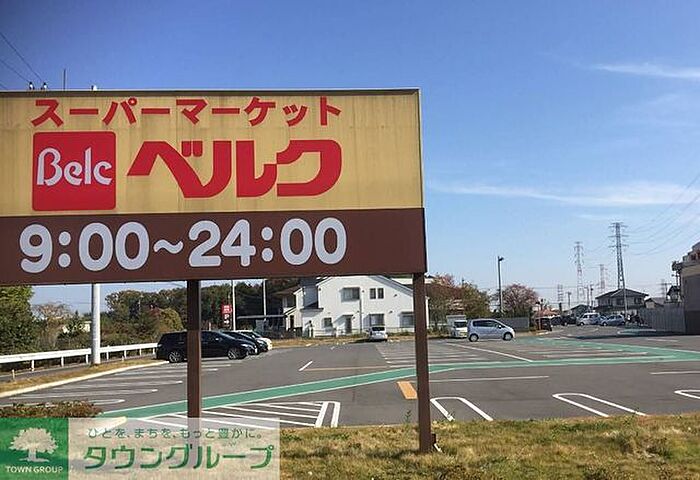 スーパーマーケット
Belc ベルク
9:00～24:00
P
ひとを、まちを、もっと豊かに。
タウングループ
TOWN GROUP